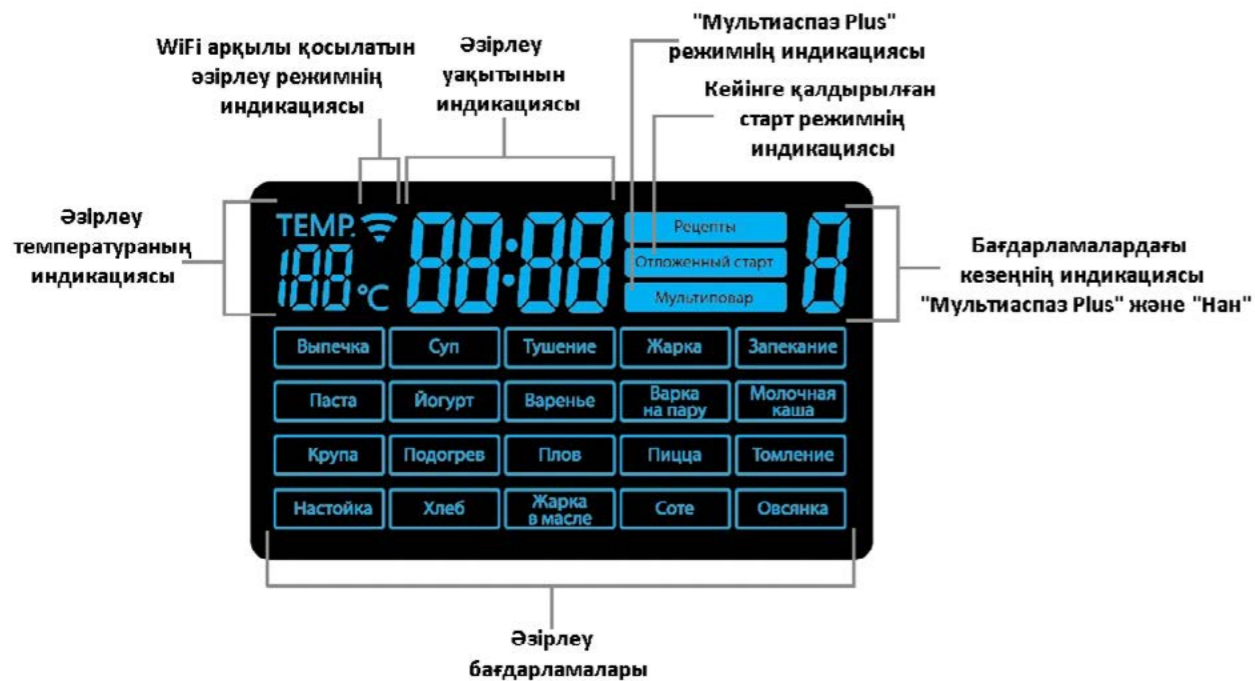 "Мультиаспаз Plus"
режимнің индикациясы
WiFi арқылы қосылатын
әзірлеу режимнің
индикациясы
Әзірлеу
уақытынын
индикациясы
Кейінге қалдырылған
старт режимнің
индикациясы
Әзірлеу
температураның
индикациясы
TEMP.
188 °C
88:88
Рецепты
Отложенный старт
Мультиповар
8
Бағдарламалардағы
кезеңнің индикациясы
"Мультиаспаз Plus" және "Нан"
Выпечка Суп Тушение Жарка Запекание
Паста Йогурт Варенье Варка на пару Молочная каша
Крупа Подогрев Плов Пицца Томление
Настойка Хлеб Жарка в масле Соте Овсянка
Әзірлеу
бағдарламалары